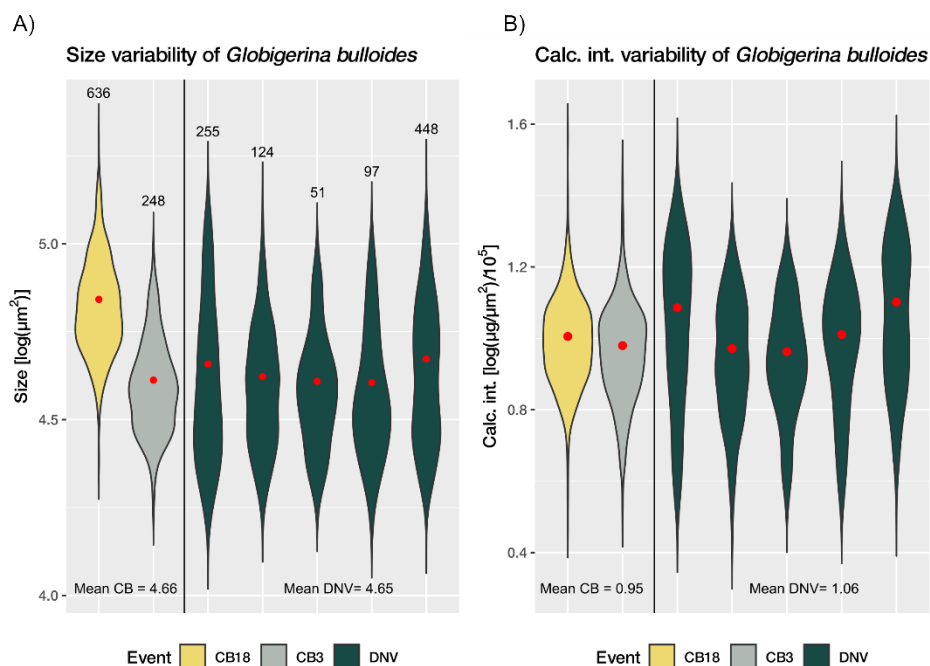 A)
Size variability of Globigerina bulloides
636
248
255
124
51
97
448
5.0
4.5
4.0
Size [log(µm²)]
Mean CB = 4.66
Mean DNV= 4.65
Event CB18 CB3 DNV
B)
Calc. int. variability of Globigerina bulloides
1.6
1.2
0.8
0.4
Calc. int. [log(µg/µm²)/10⁵)
Mean CB = 0.95
Mean DNV= 1.06
Event CB18 CB3 DNV